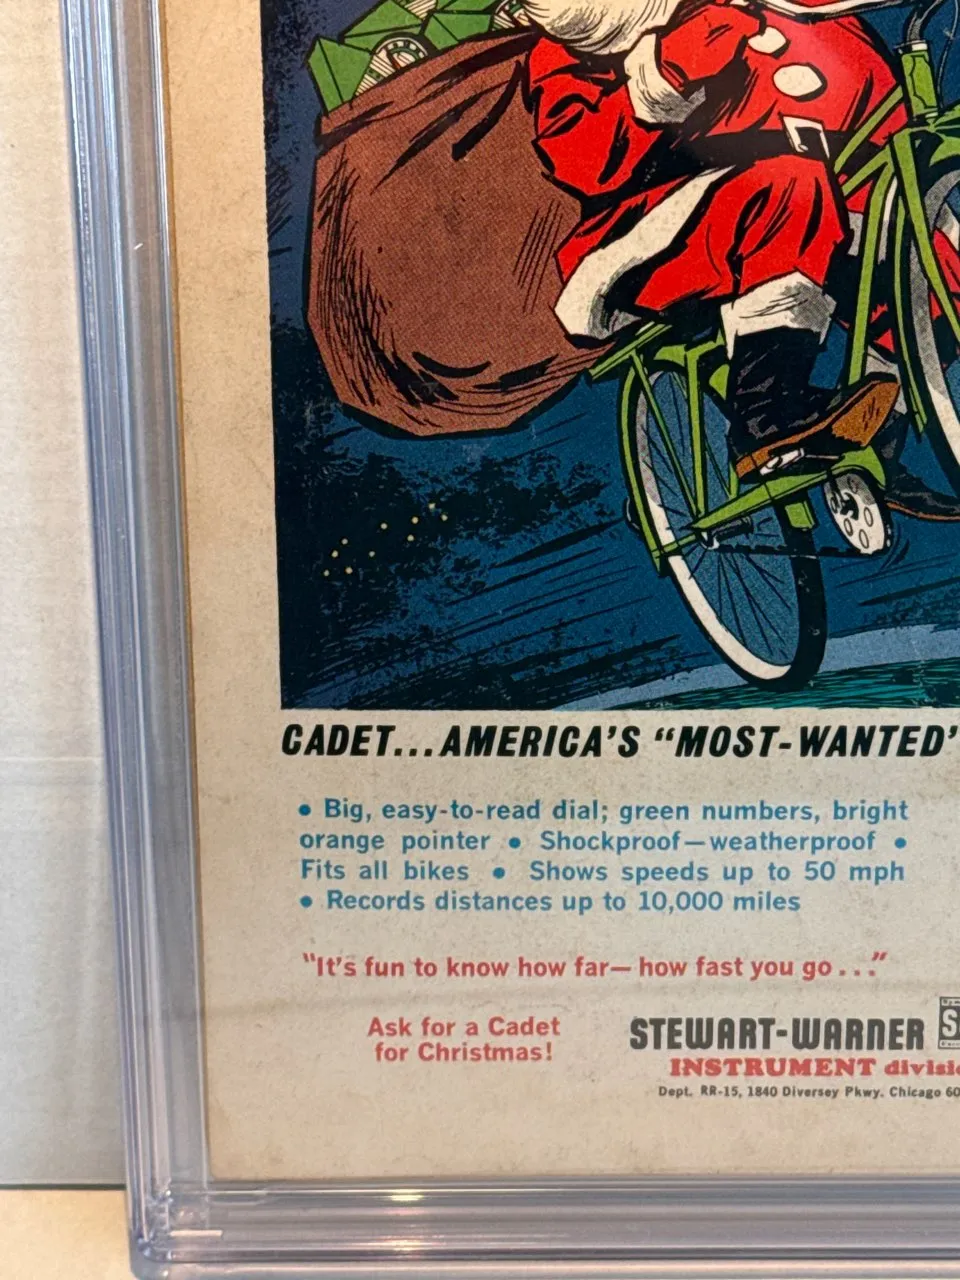 CADET...AMERICA'S "MOST-WANTED"
• Big, easy-to-read dial; green numbers, bright
orange pointer • Shockproof—weatherproof •
Fits all bikes • Shows speeds up to 50 mph
• Records distances up to 10,000 miles
"It's fun to know how far—how fast you go..."
Ask for a Cadet
for Christmas!
STEWART-WARNER
INSTRUMENT
Dept. RR-15, 1840 Diversey Pkwy. Chicago 60